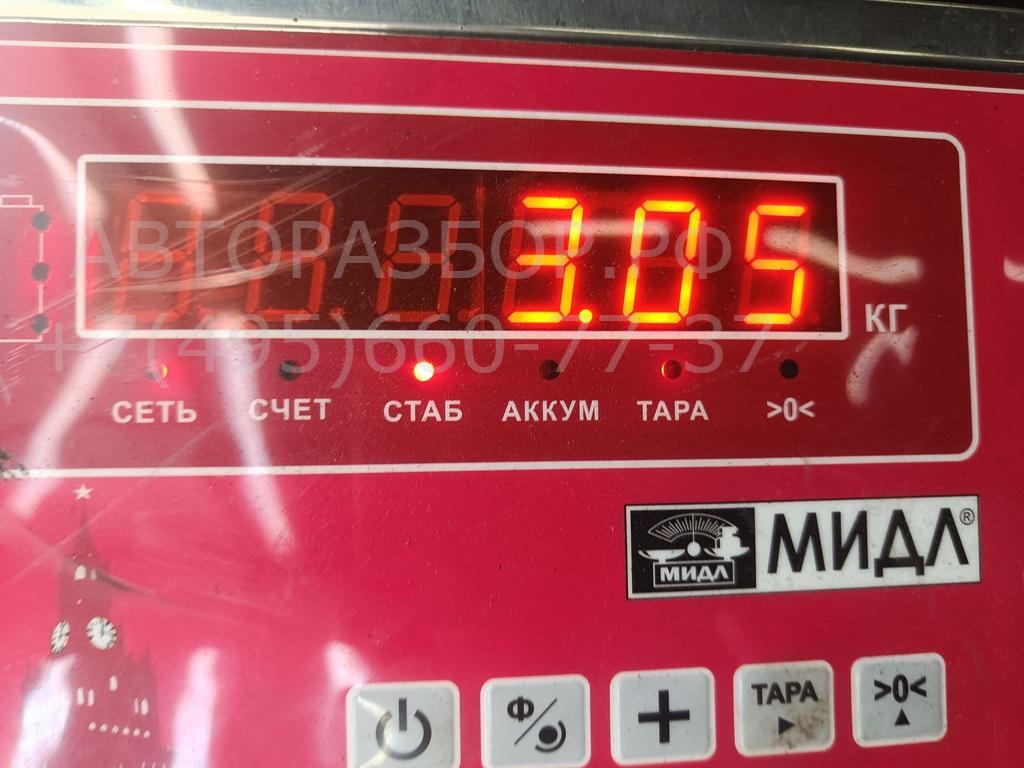 3.05
АВТОРАЗБОР.РФ
КГ
+7(495)660-77-37
СЕТЬ СЧЕТ СТАБ АККУМ ТАРА >0<
МИДЛ МИДЛ®
Ф ТАРА >0<